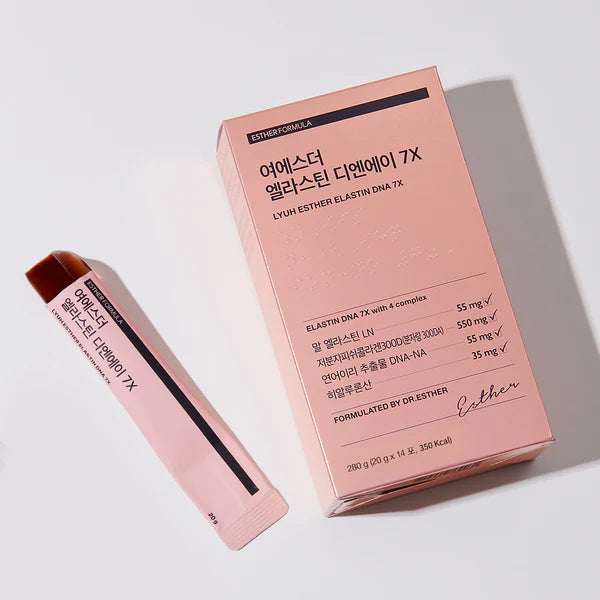 ESTHER FORMULA
여에스더
엘라스틴 디엔에이 7X
LYUH ESTHER ELASTIN DNA 7X
ELASTIN DNA 7X with 4 complex
말 엘라스틴 LN 55 mg ✓
저분자피쉬콜라겐300D(분자량 300DA) 550 mg ✓
연어이리 추출물 DNA-NA 55 mg ✓
히알루론산 35 mg ✓
FORMULATED BY DR.ESTHER
Esther
280 g (20 g x 14 포, 350 Kcal)
ESTHER FORMULA
여에스더
엘라스틴 디엔에이 7X
LYUH ESTHER ELASTIN DNA 7X
20 g